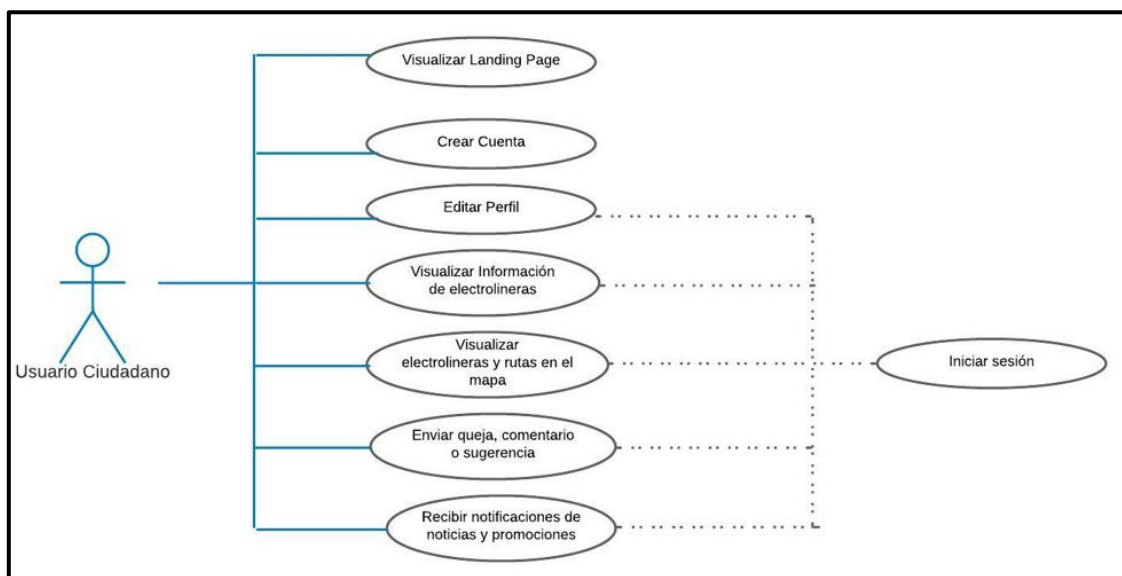 Visualizar Landing Page
Crear Cuenta
Editar Perfil
Visualizar Información
de electrolineras
Visualizar
electrolineras y rutas en el
mapa
Iniciar sesión
Usuario Ciudadano
Enviar queja, comentario
o sugerencia
Recibir notificaciones de
noticias y promociones